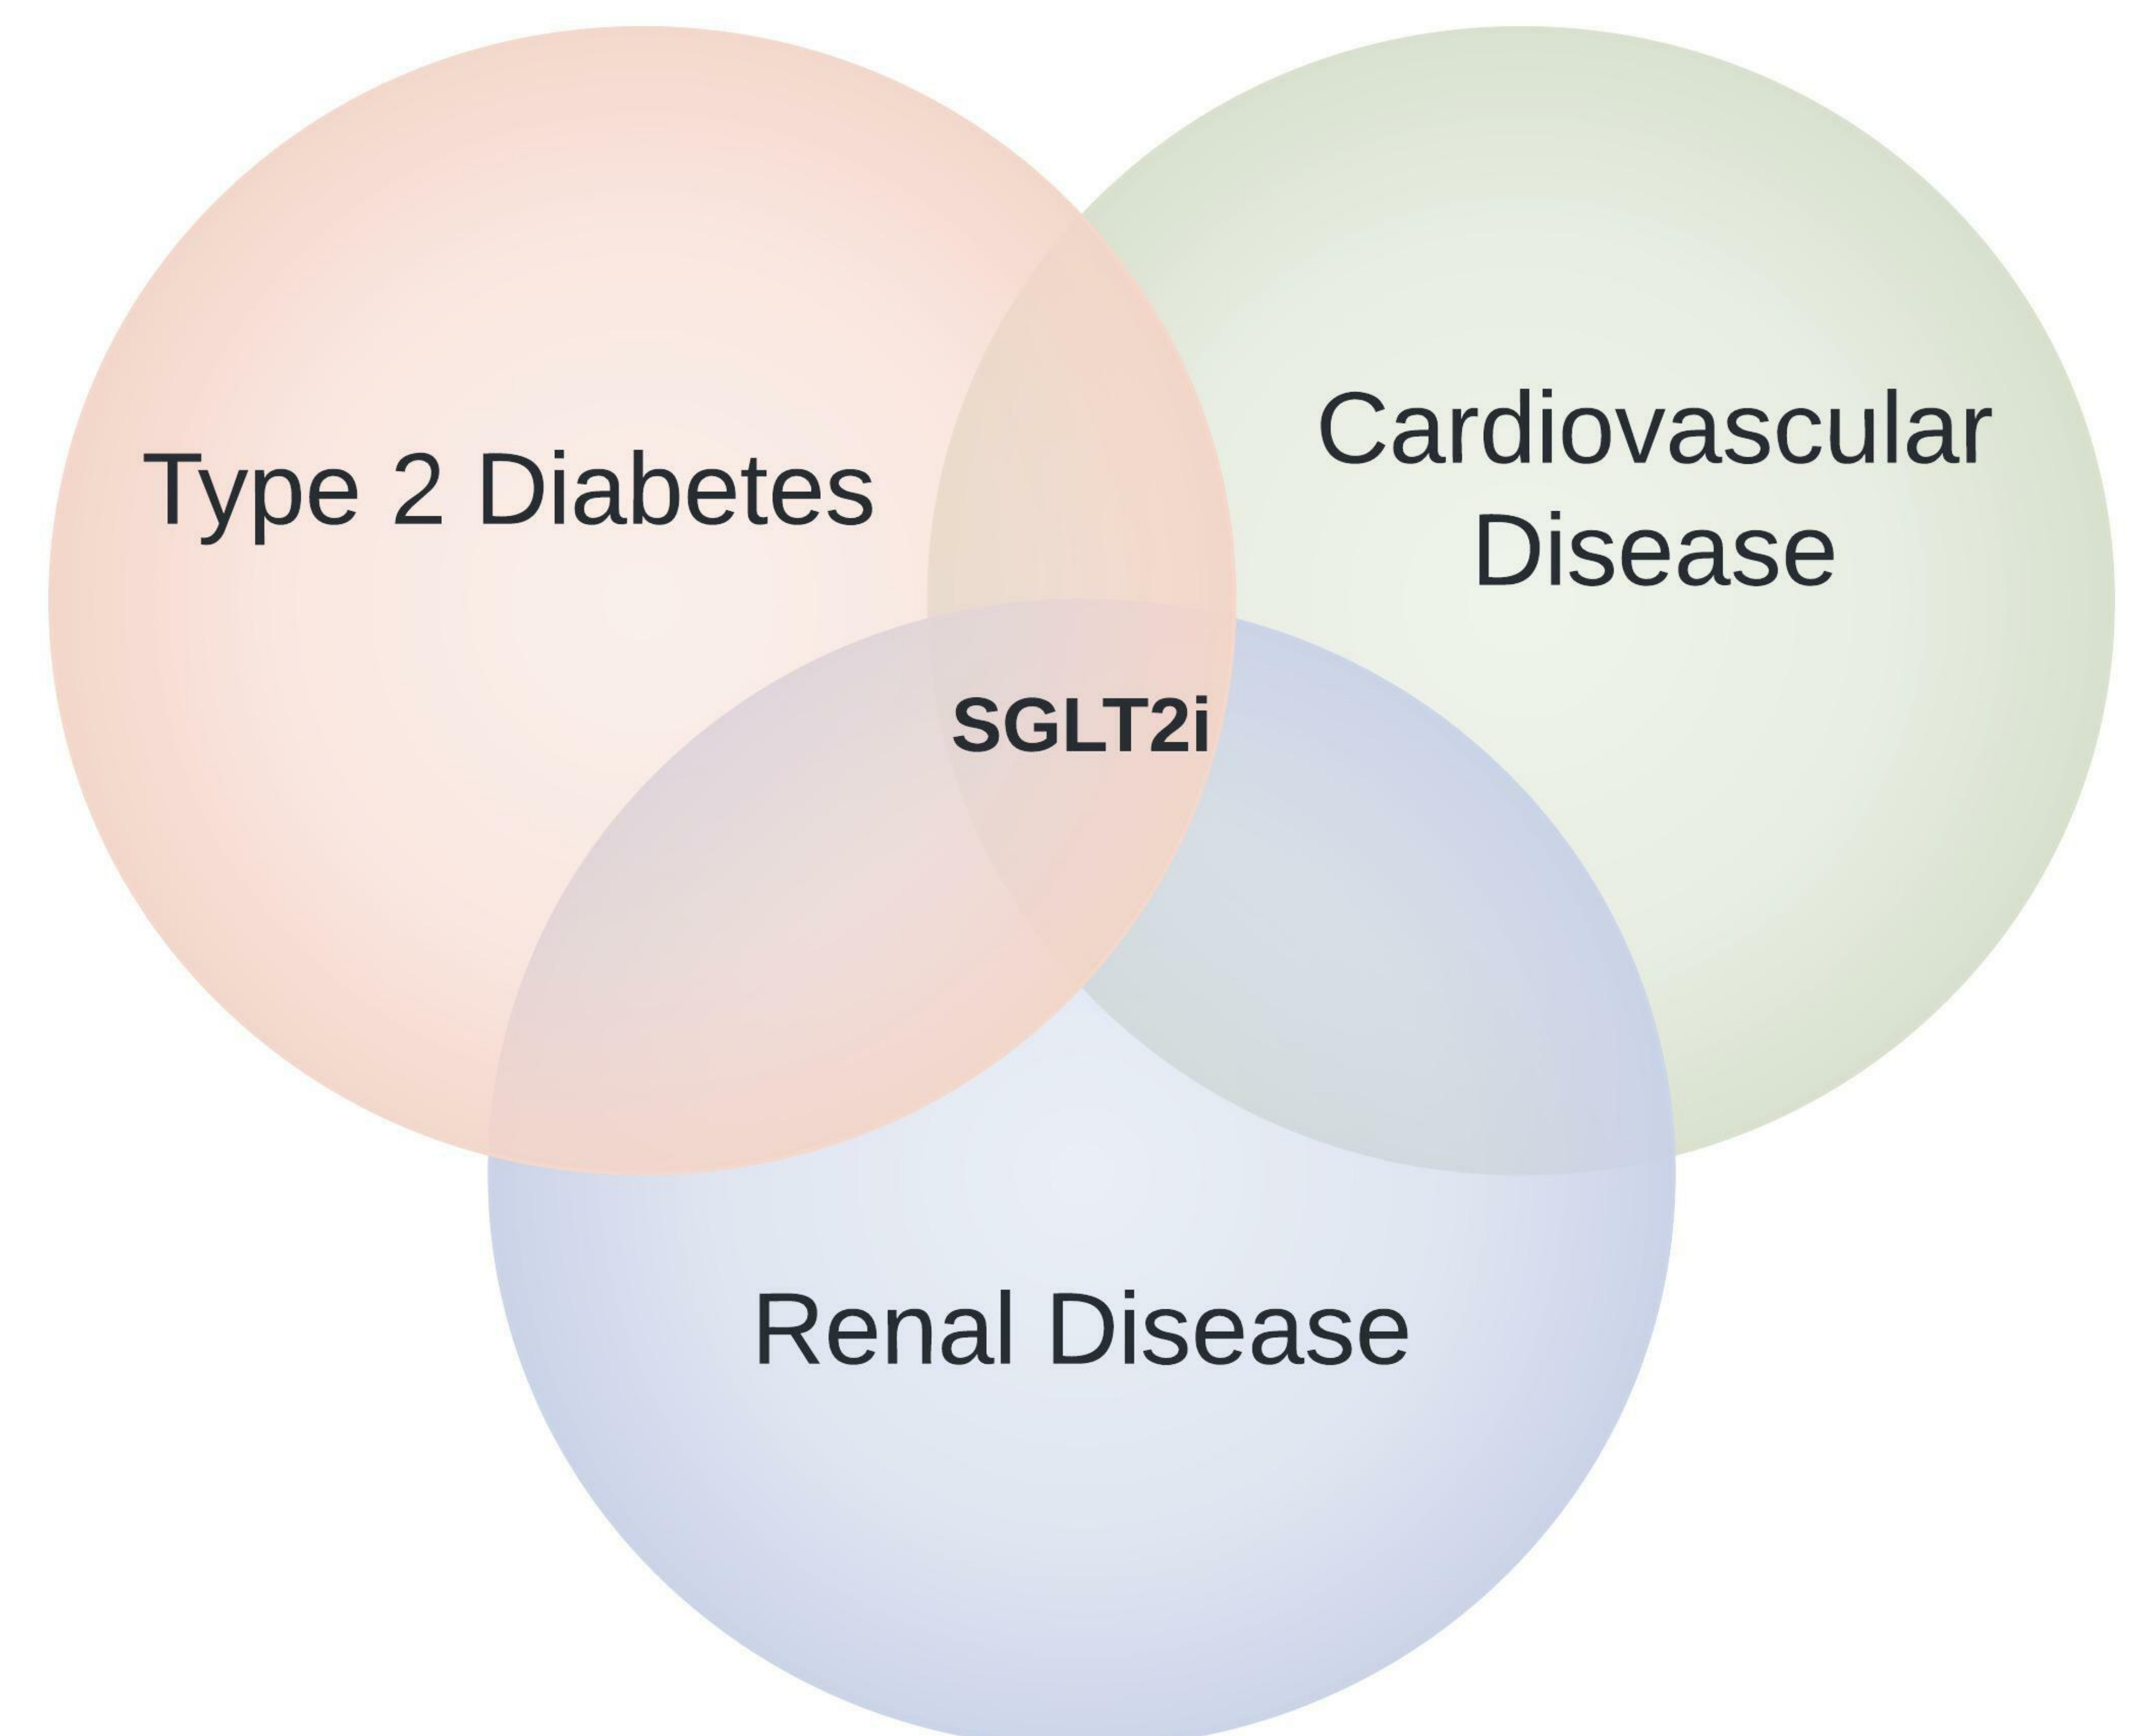 Type 2 Diabetes
Cardiovascular
Disease
SGLT2i
Renal Disease